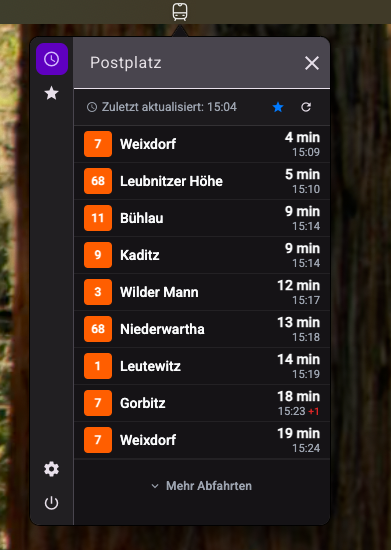 Postplatz
Zuletzt aktualisiert: 15:04
7 Weixdorf 4 min
15:09
68 Leubnitzer Höhe 5 min
15:10
11 Bühlau 9 min
15:14
9 Kaditz 9 min
15:14
3 Wilder Mann 12 min
15:17
68 Niederwartha 13 min
15:18
1 Leutewitz 14 min
15:19
7 Gorbitz 18 min
15:23 +1
7 Weixdorf 19 min
15:24
Mehr Abfahrten